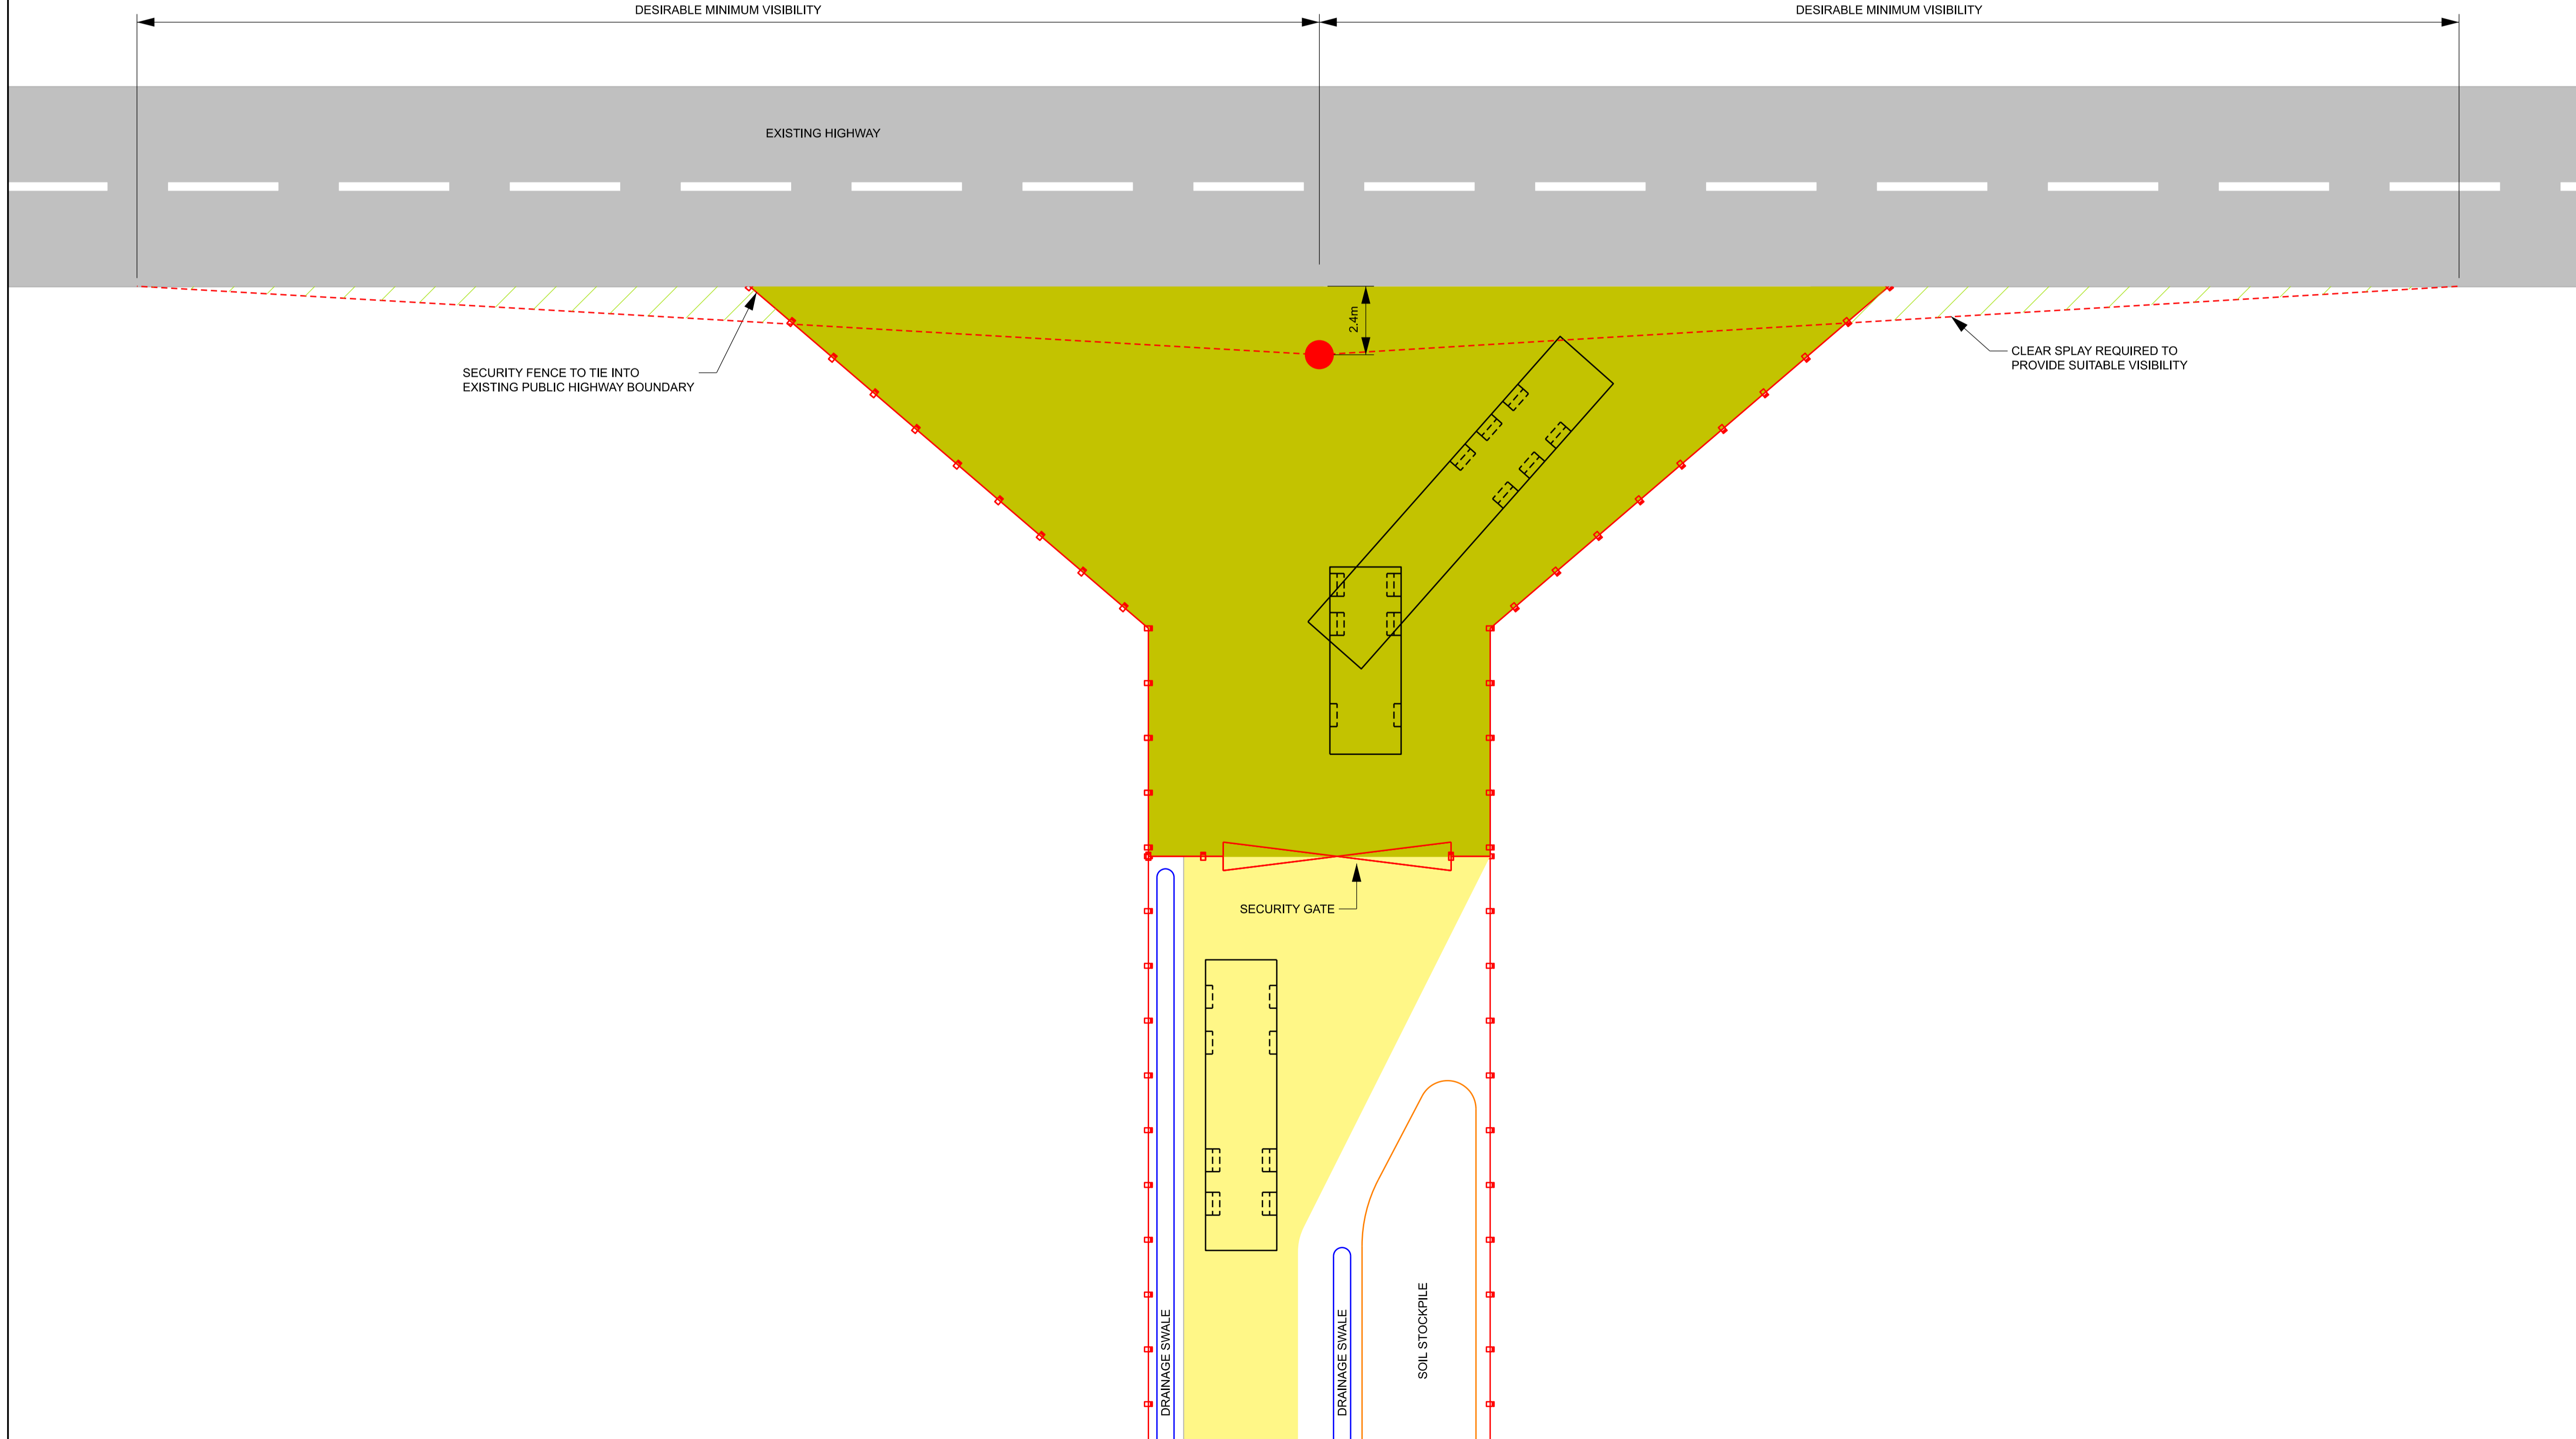 DESIRABLE MINIMUM VISIBILITY
DESIRABLE MINIMUM VISIBILITY
EXISTING HIGHWAY
2.4m
SECURITY FENCE TO TIE INTO
EXISTING PUBLIC HIGHWAY BOUNDARY
CLEAR SPLAY REQUIRED TO
PROVIDE SUITABLE VISIBILITY
SECURITY GATE
DRAINAGE SWALE
DRAINAGE SWALE
SOIL STOCKPILE